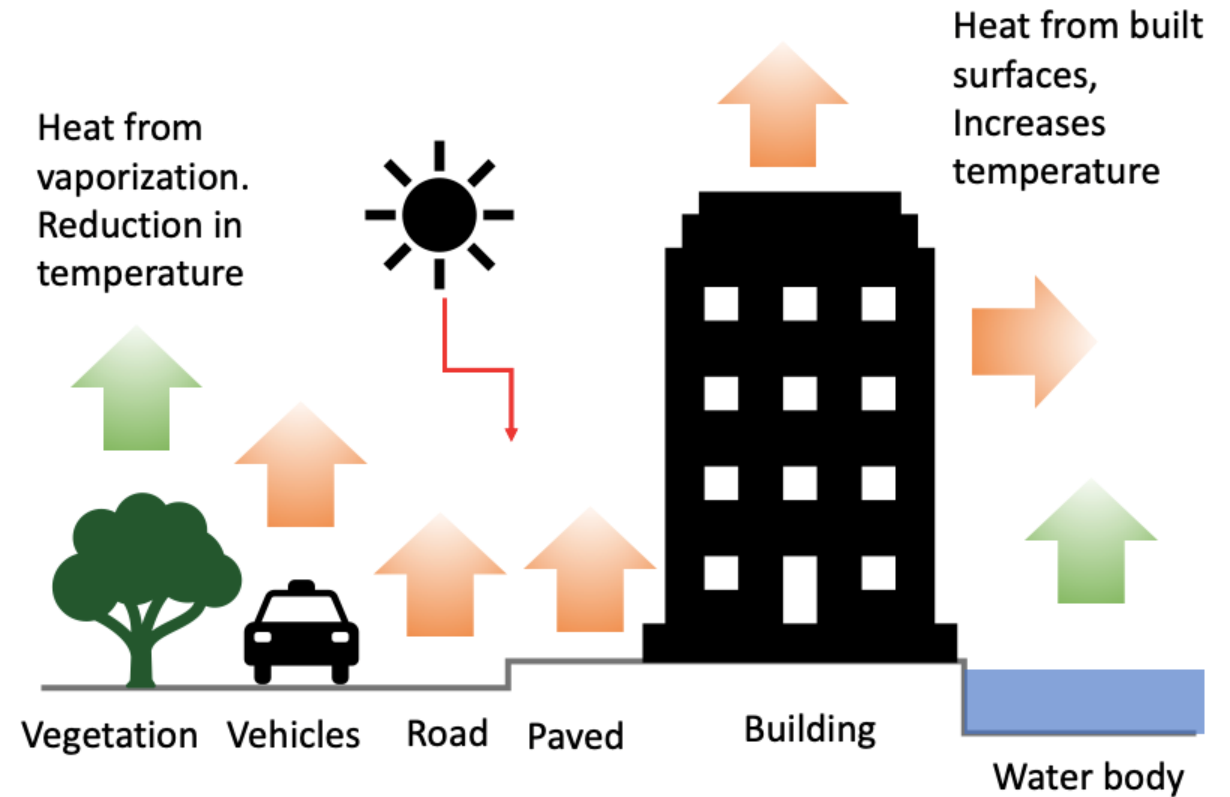 Heat from built
surfaces,
Increases
temperature
Heat from
vaporization.
Reduction in
temperature
Vegetation
Vehicles
Road
Paved
Building
Water body